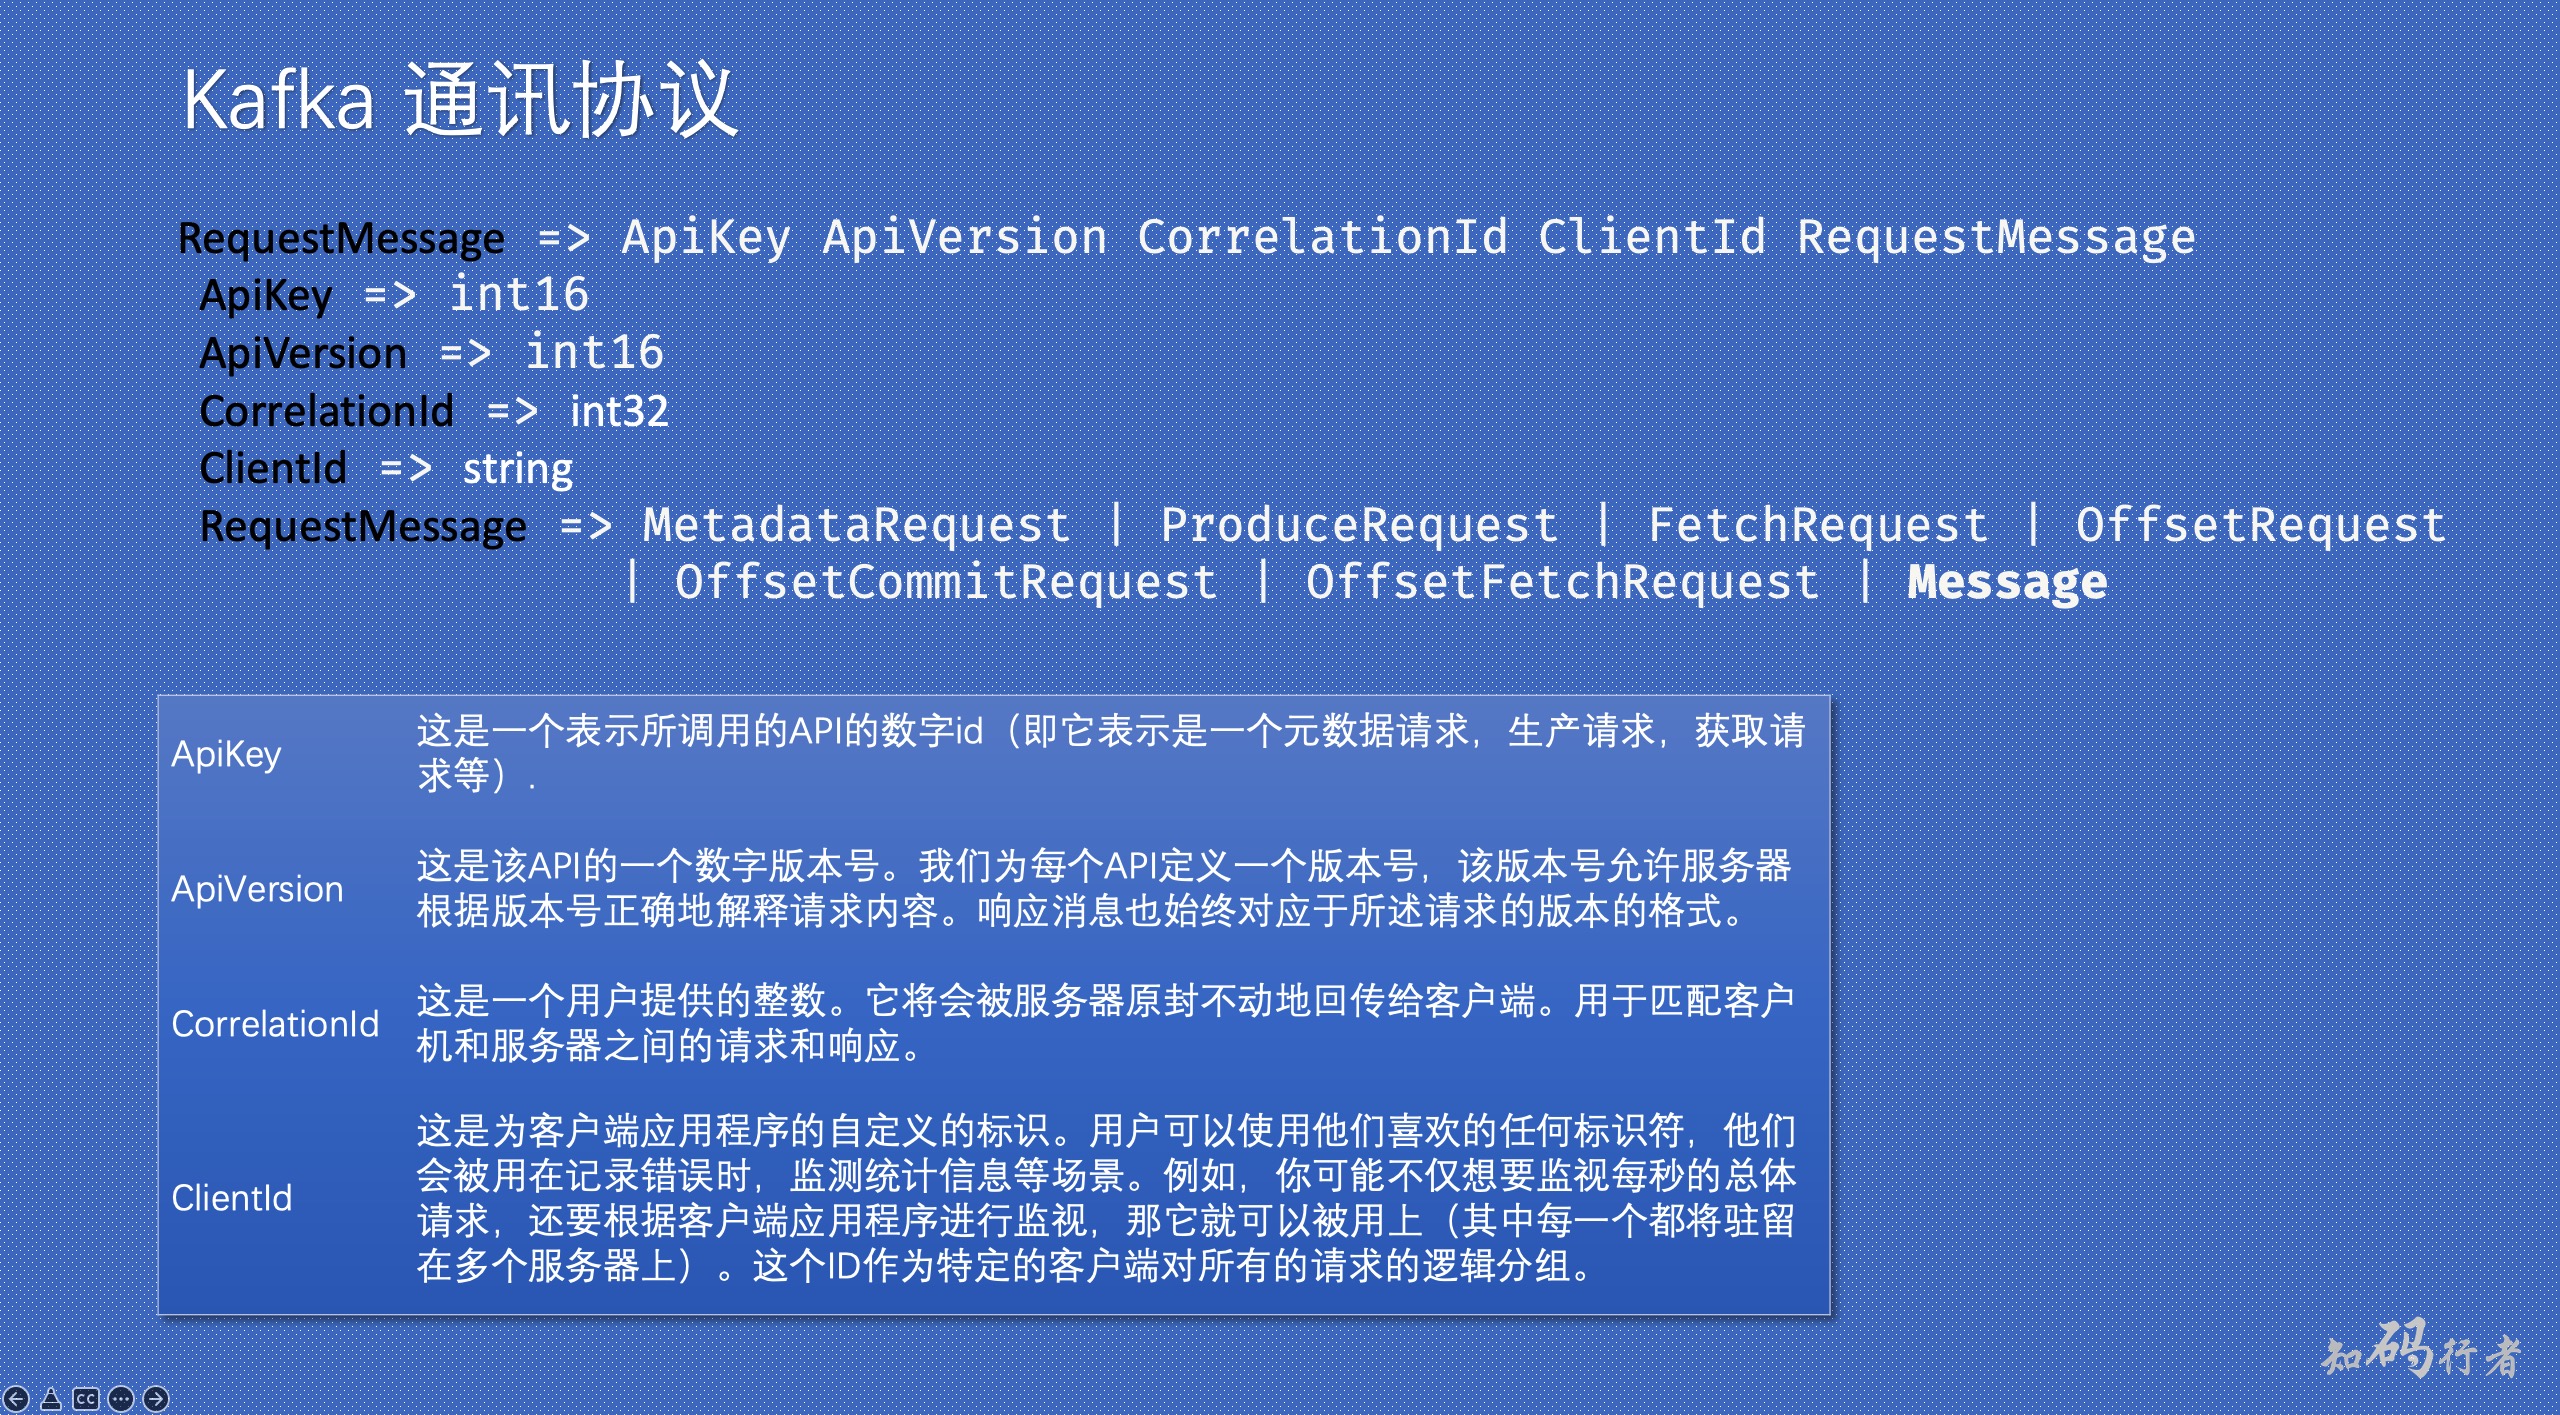 Kafka 通讯协议
RequestMessage => ApiKey ApiVersion CorrelationId ClientId RequestMessage
ApiKey => int16
ApiVersion => int16
CorrelationId => int32
ClientId => string
RequestMessage => MetadataRequest | ProduceRequest | FetchRequest | OffsetRequest
| OffsetCommitRequest | OffsetFetchRequest | Message
ApiKey
这是一个表示所调用的API的数字id（即它表示是一个元数据请求，生产请求，获取请
求等）.
ApiVersion
这是该API的一个数字版本号。我们为每个API定义一个版本号，该版本号允许服务器
根据版本号正确地解释请求内容。响应消息也始终对应于所述请求的版本的格式。
CorrelationId
这是一个用户提供的整数。它将会被服务器原封不动地回传给客户端。用于匹配客户
机和服务器之间的请求和响应。
ClientId
这是为客户端应用程序的自定义的标识。用户可以使用他们喜欢的任何标识符，他们
会被用在记录错误时，监测统计信息等场景。例如，你可能不仅想要监视每秒的总体
请求，还要根据客户端应用程序进行监视，那它就可以被用上（其中每一个都将驻留
在多个服务器上）。这个ID作为特定的客户端对所有的请求的逻辑分组。
知码行者
CC